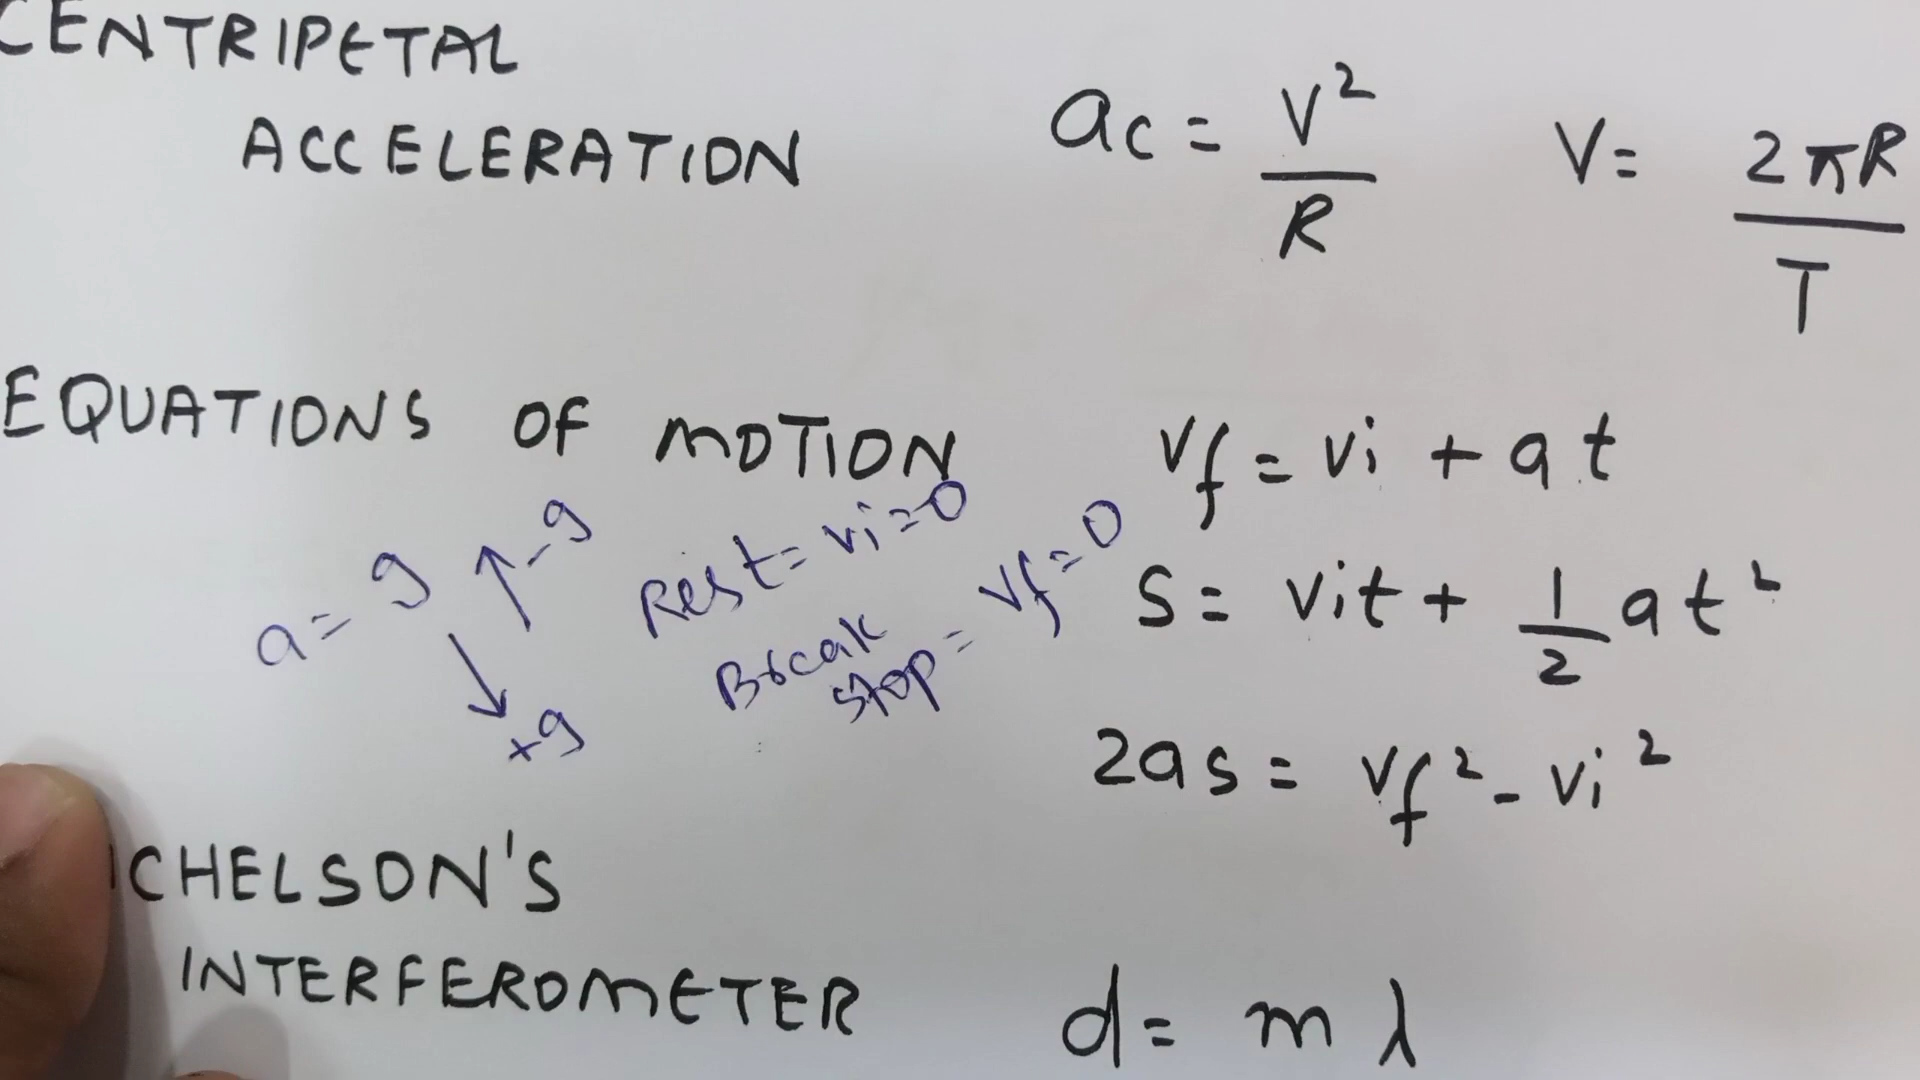 CENTRIPETAL
ACCELERATION
ac = V²/R V = 2πR/T
EQUATIONS OF MOTION
vf = vi + at
a = g ↑-g ↓+g
Rest = vi = 0
Break
stop = vf = 0
S = vit + 1/2 at²
2as = vf² - vi²
ICHELSON'S
INTERFEROMETER
d = mλ